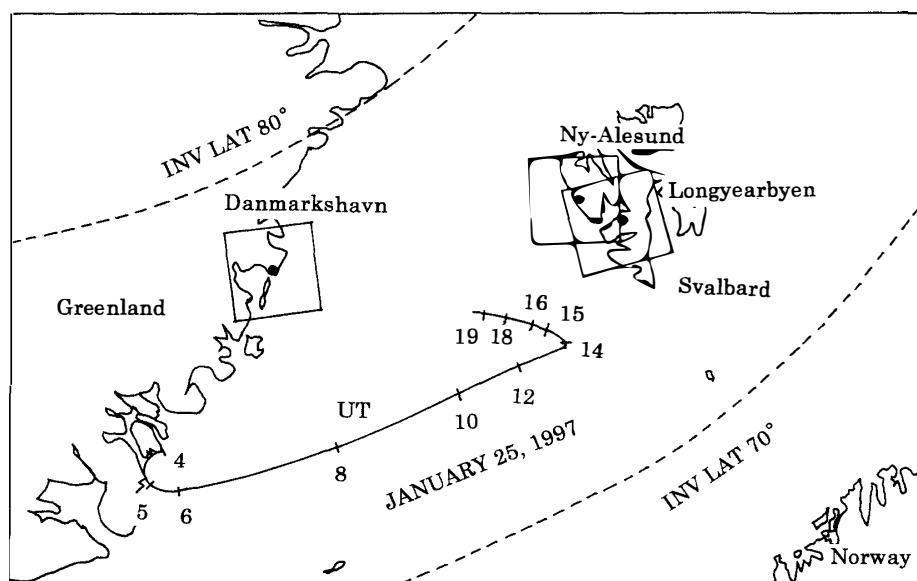 INV LAT 80°
Ny-Alesund
Longyearbyen
Danmarkshavn
Svalbard
Greenland
16
15
19
18
14
12
10
UT
8
4
5
6
JANUARY 25, 1997
INV LAT 70°
Norway